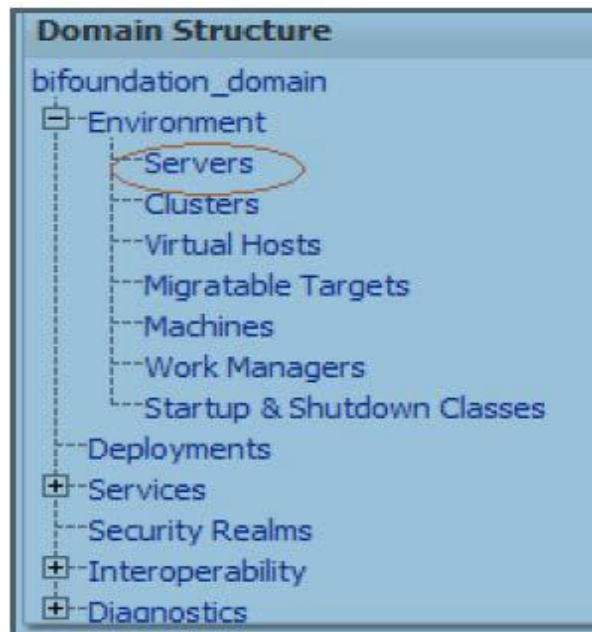 Domain Structure
bifoundation_domain
Environment
Servers
Clusters
Virtual Hosts
Migratable Targets
Machines
Work Managers
Startup & Shutdown Classes
Deployments
Services
Security Realms
Interoperability
Diagnostics